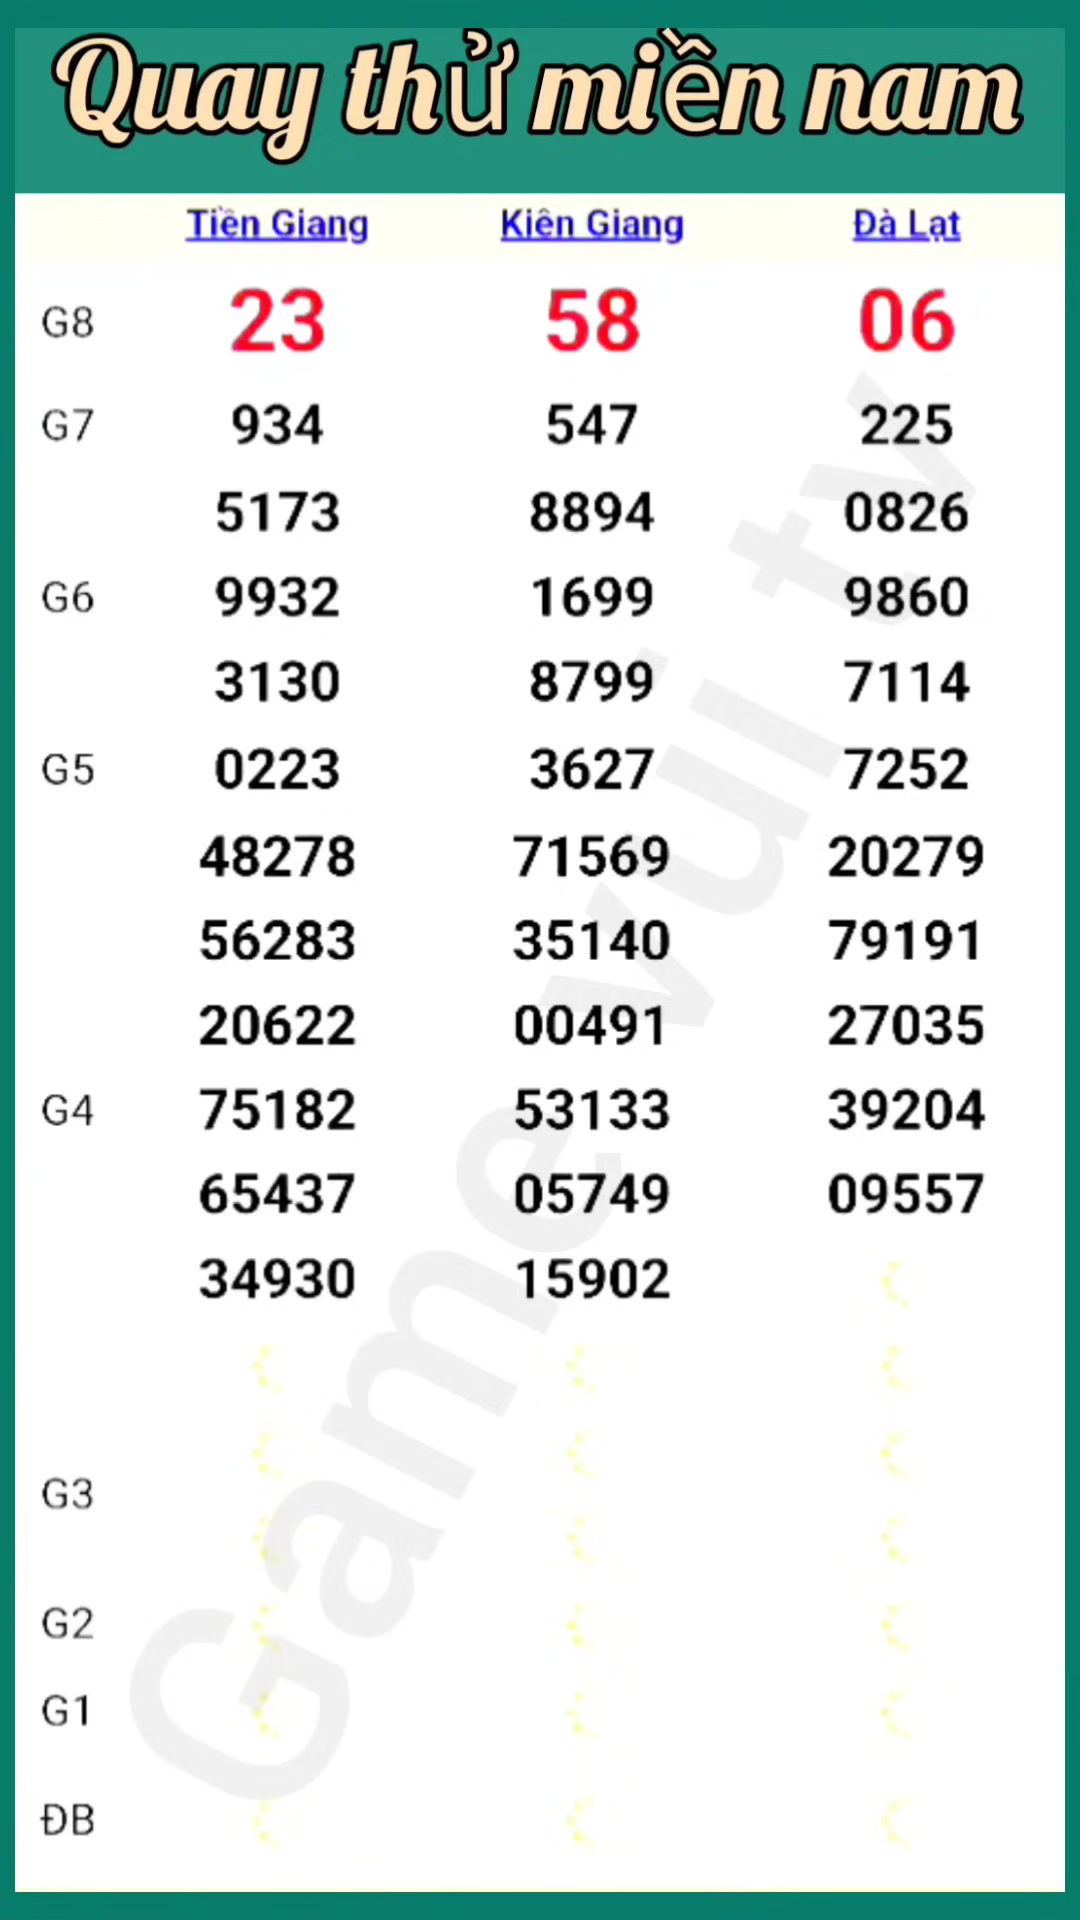 Quay thử miền nam
Tiền Giang Kiên Giang Đà Lạt
G8 23 58 06
G7 934 547 225
5173 8894 0826
G6 9932 1699 9860
3130 8799 7114
G5 0223 3627 7252
48278 71569 20279
56283 35140 79191
20622 00491 27035
G4 75182 53133 39204
65437 05749 09557
34930 15902
G3
G2
G1
ĐB
Game vui tv